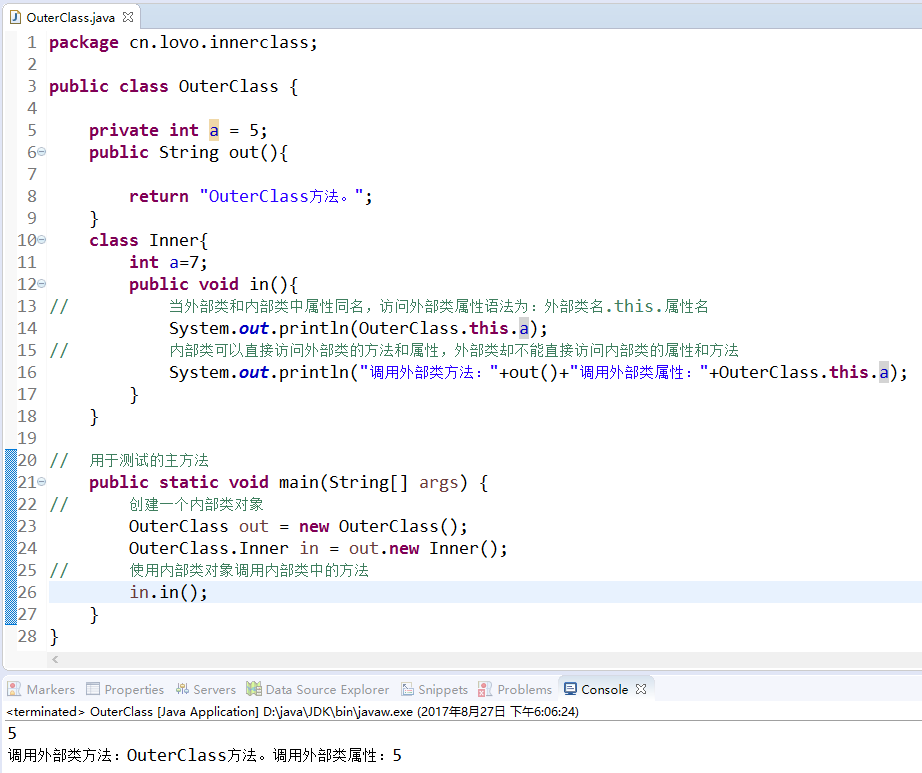 OuterClass.java
1 package cn.lovo.innerclass;
2
3 public class OuterClass {
4
5     private int a = 5;
6     public String out(){
7
8         return "OuterClass方法。";
9     }
10     class Inner{
11         int a=7;
12         public void in(){
13 //          当外部类和内部类中属性同名，访问外部类属性语法为：外部类名.this.属性名
14             System.out.println(OuterClass.this.a);
15 //          内部类可以直接访问外部类的方法和属性，外部类却不能直接访问内部类的属性和方法
16             System.out.println("调用外部类方法："+out()+"调用外部类属性："+OuterClass.this.a);
17         }
18     }
19
20 //  用于测试的主方法
21     public static void main(String[] args) {
22 //      创建一个内部类对象
23         OuterClass out = new OuterClass();
24         OuterClass.Inner in = out.new Inner();
25 //      使用内部类对象调用内部类中的方法
26         in.in();
27     }
28 }
Markers Properties Servers Data Source Explorer Snippets Problems Console
<terminated> OuterClass [Java Application] D:\java\JDK\bin\javaw.exe (2017年8月27日 下午6:06:24)
5
调用外部类方法：OuterClass方法。调用外部类属性：5